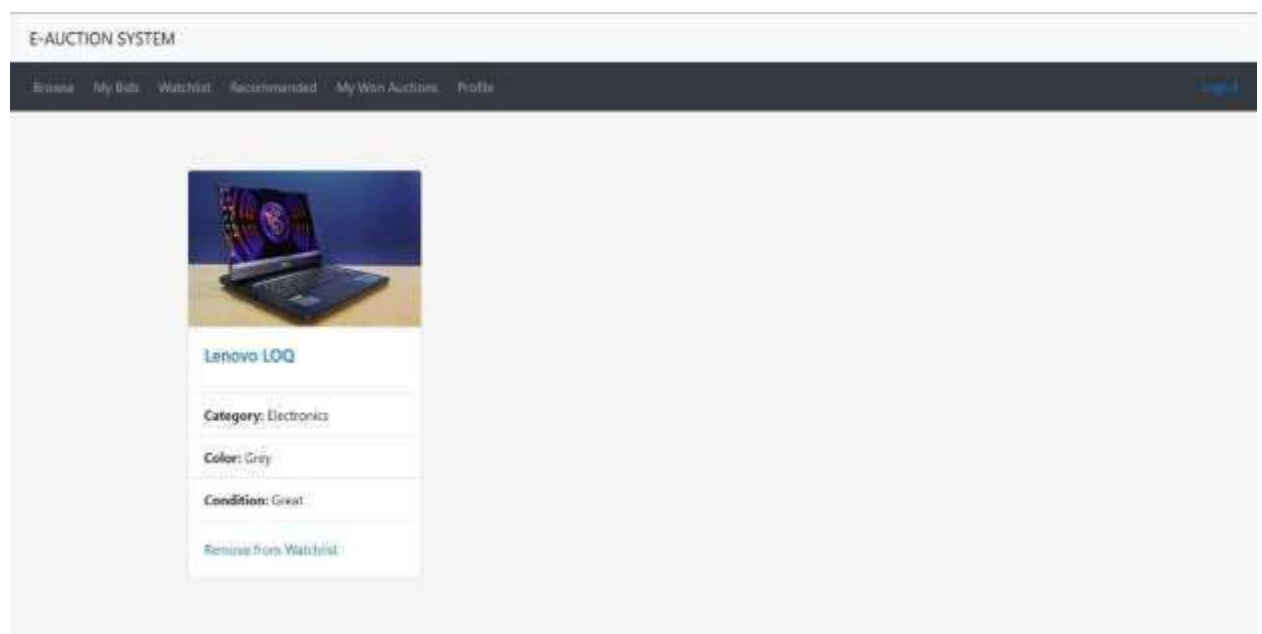 E-AUCTION SYSTEM
Browse My Bids Watchlist Recommended My Won Auctions Profile Logout
Lenovo LOQ
Category: Electronics
Color: Grey
Condition: Great
Remove from Watchlist